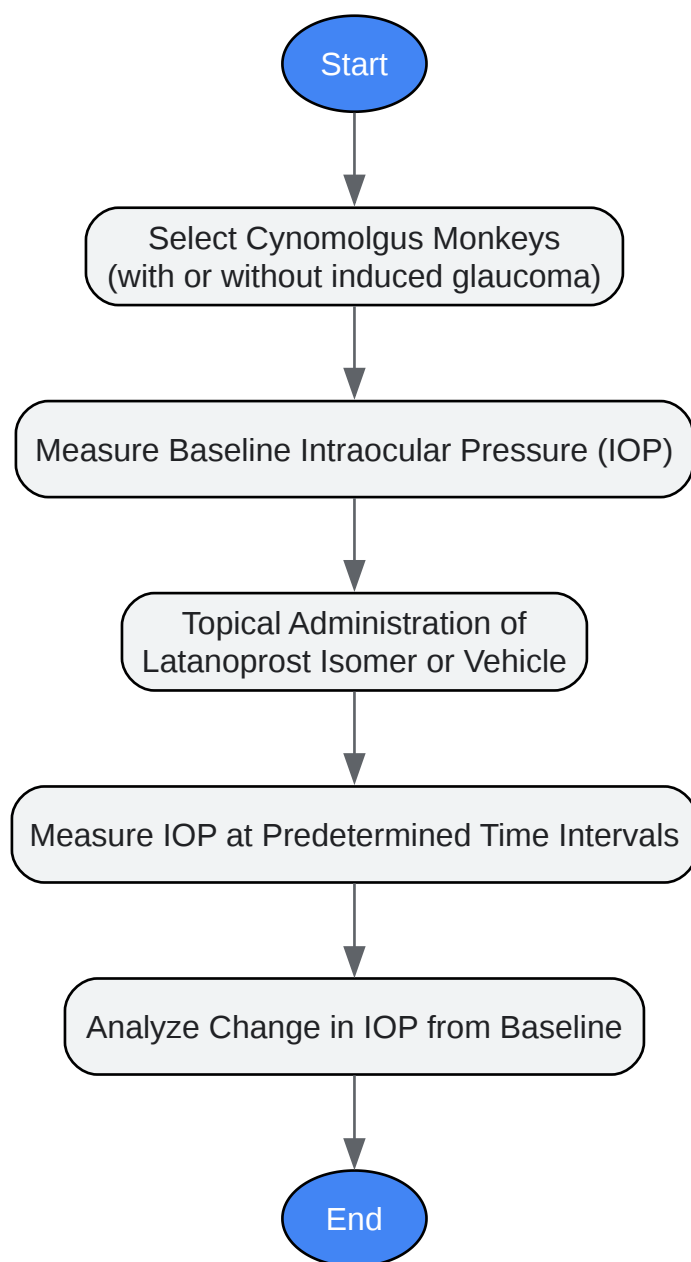 Start
Select Cynomolgus Monkeys
(with or without induced glaucoma)
Measure Baseline Intraocular Pressure (IOP)
Topical Administration of
Latanoprost Isomer or Vehicle
Measure IOP at Predetermined Time Intervals
Analyze Change in IOP from Baseline
End